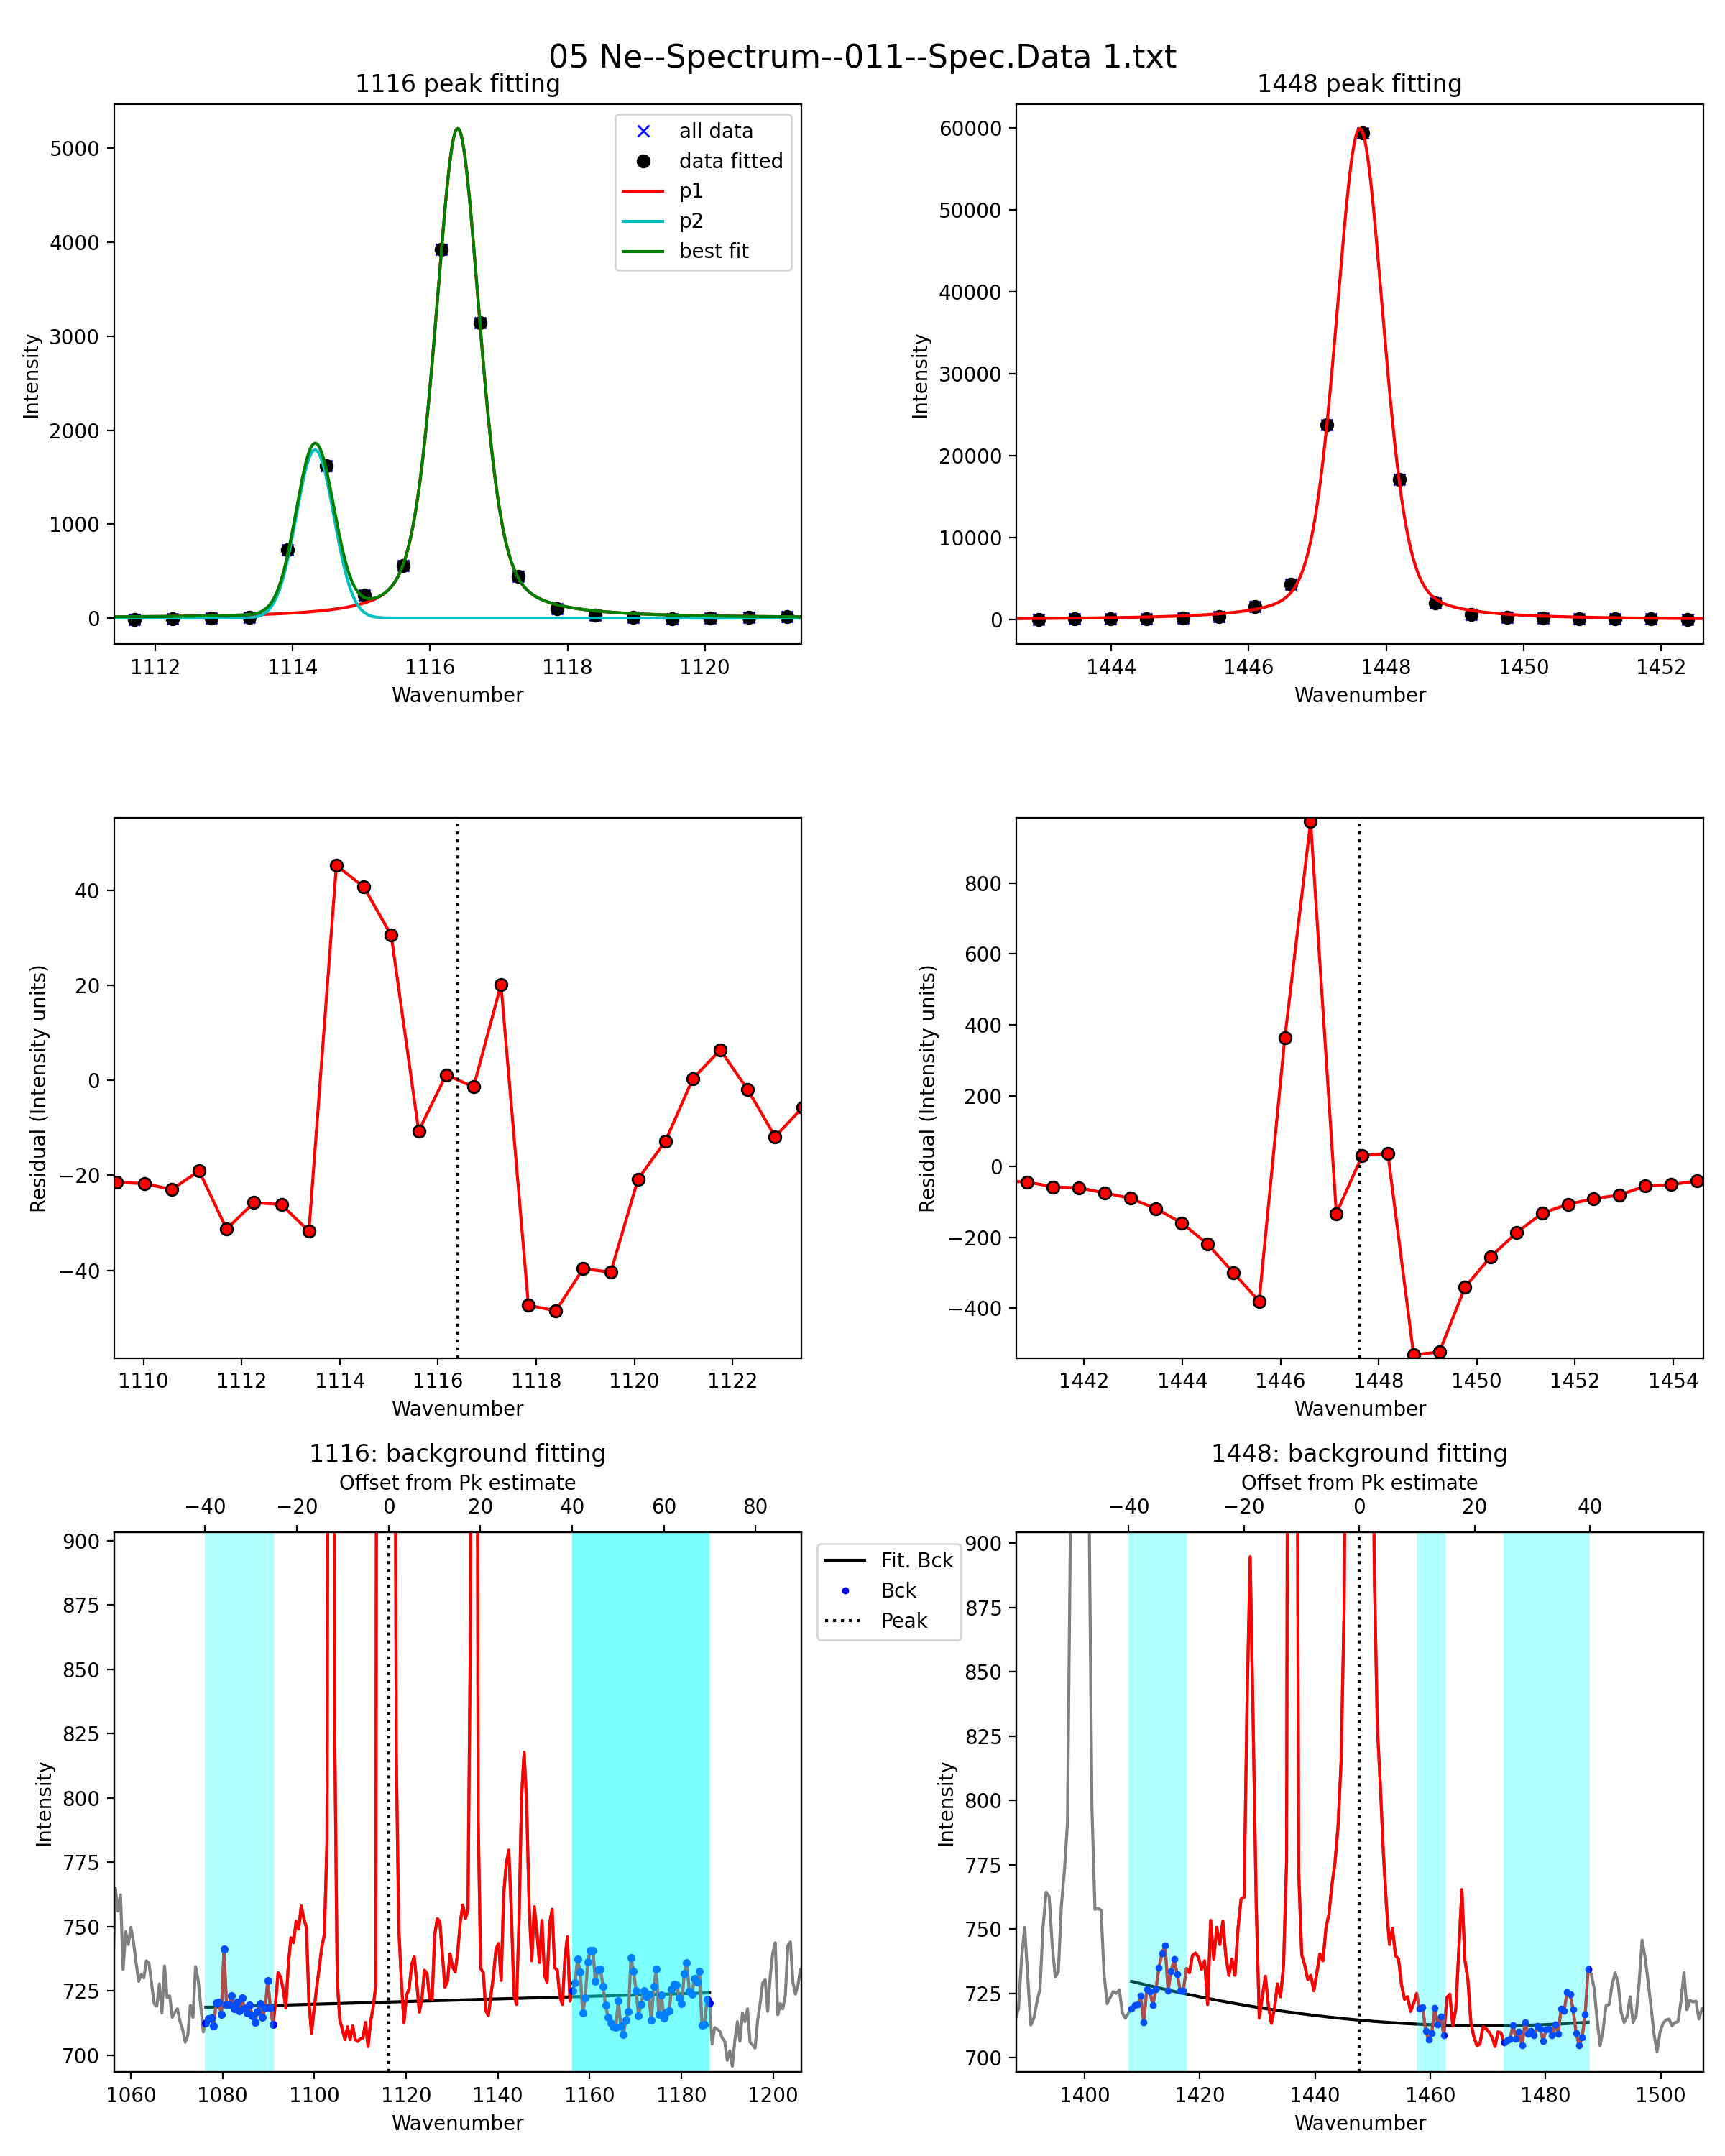 05 Ne--Spectrum--011--Spec.Data 1.txt
1116 peak fitting
all data
data fitted
p1
p2
best fit
5000
4000
3000
2000
1000
0
Intensity
1112 1114 1116 1118 1120
Wavenumber
1448 peak fitting
60000
50000
40000
30000
20000
10000
0
Intensity
1444 1446 1448 1450 1452
Wavenumber
40
20
0
−20
−40
Residual (Intensity units)
1110 1112 1114 1116 1118 1120 1122
Wavenumber
800
600
400
200
0
−200
−400
Residual (Intensity units)
1442 1444 1446 1448 1450 1452 1454
Wavenumber
1116: background fitting
Offset from Pk estimate
−40 −20 0 20 40 60 80
900
875
850
825
800
775
750
725
700
Intensity
1060 1080 1100 1120 1140 1160 1180 1200
Wavenumber
Fit. Bck
Bck
Peak
1448: background fitting
Offset from Pk estimate
−40 −20 0 20 40
900
875
850
825
800
775
750
725
700
Intensity
1400 1420 1440 1460 1480 1500
Wavenumber